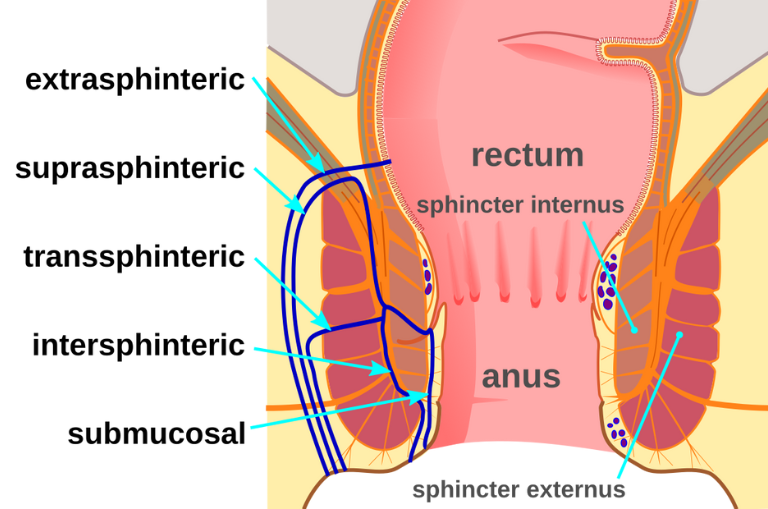 extrasphinteric
suprasphinteric
rectum
sphincter internus
transsphinteric
intersphinteric
anus
submucosal
sphincter externus